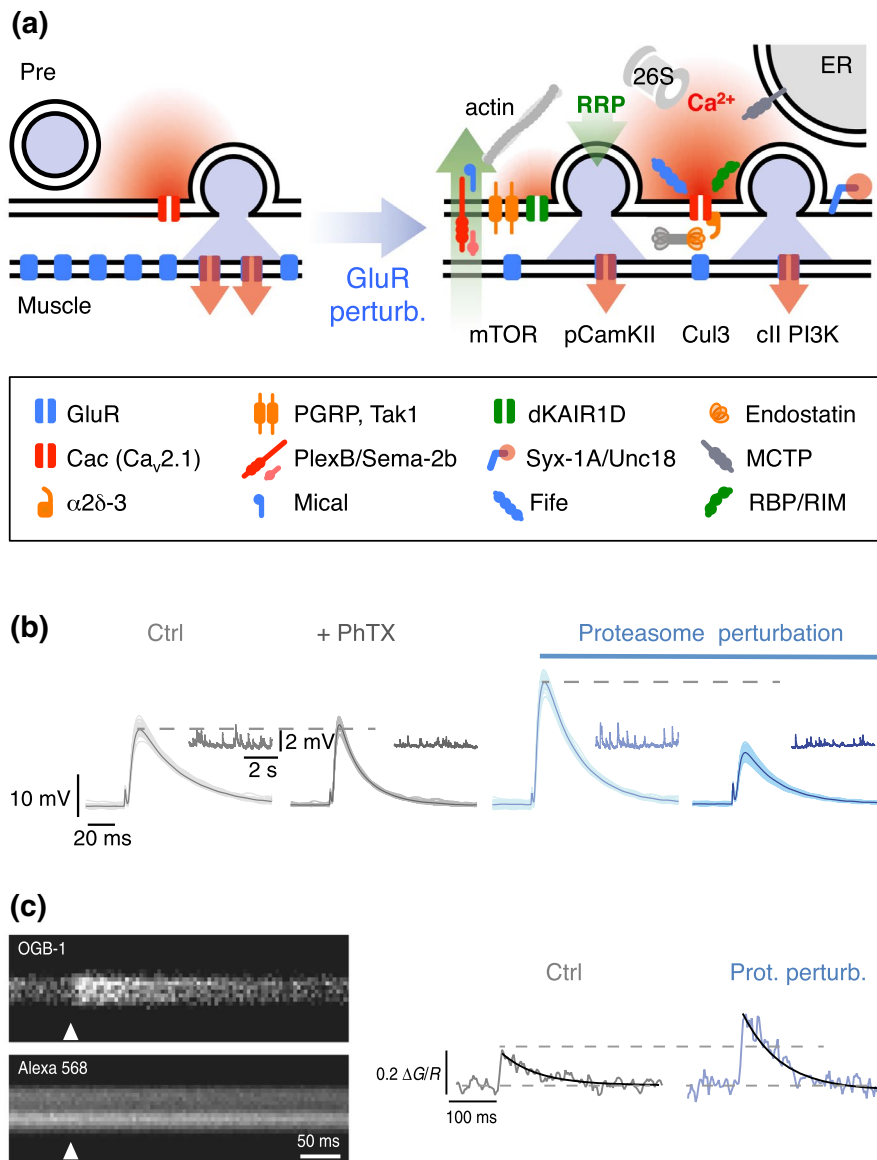 (a)
Pre
Muscle
GluR
perturb.
actin
RRP
26S
Ca2+
ER
mTOR pCamKII Cul3 cII PI3K
GluR PGRP, Tak1 dKAIR1D Endostatin
Cac (Cav2.1) PlexB/Sema-2b Syx-1A/Unc18 MCTP
α2δ-3 Mical Fife RBP/RIM
(b)
Ctrl + PhTX Proteasome perturbation
2 mV
2 s
10 mV
20 ms
(c)
OGB-1
Alexa 568
50 ms
Ctrl Prot. perturb.
0.2 ΔG/R
100 ms